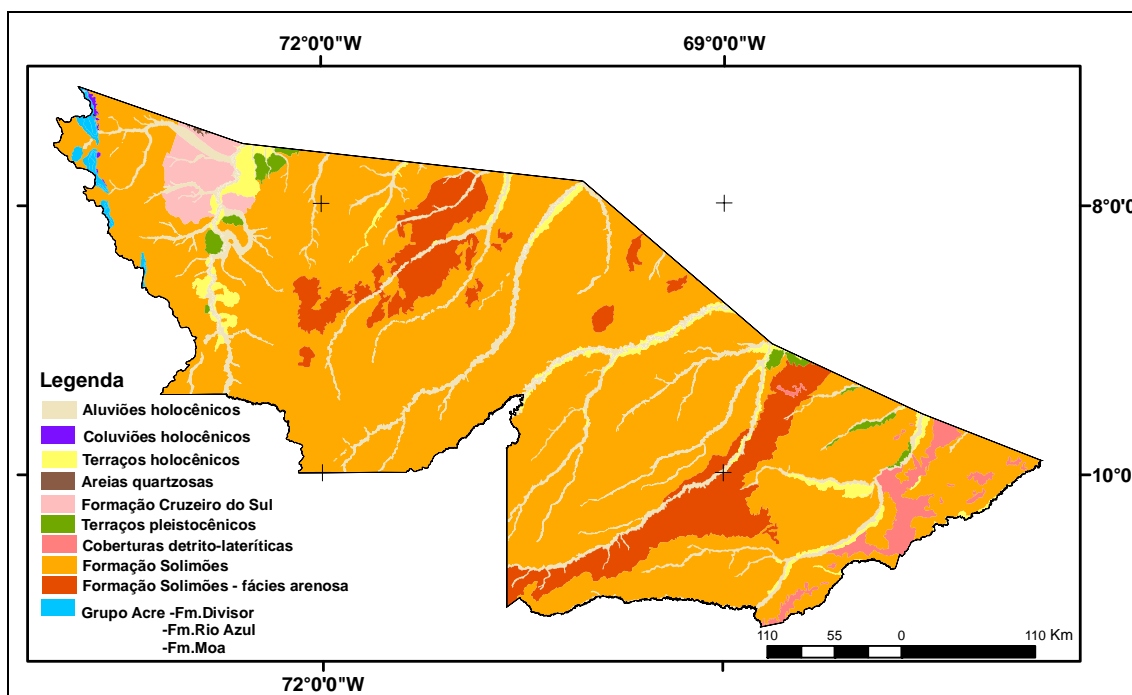 72°0'0"W 69°0'0"W
8°0'0
10°0'
Legenda
Aluviões holocênicos
Coluviões holocênicos
Terraços holocênicos
Areias quartzosas
Formação Cruzeiro do Sul
Terraços pleistocênicos
Coberturas detrito-lateríticas
Formação Solimões
Formação Solimões - fácies arenosa
Grupo Acre -Fm.Divisor
-Fm.Rio Azul
-Fm.Moa
110 55 0 110 Km
72°0'0"W